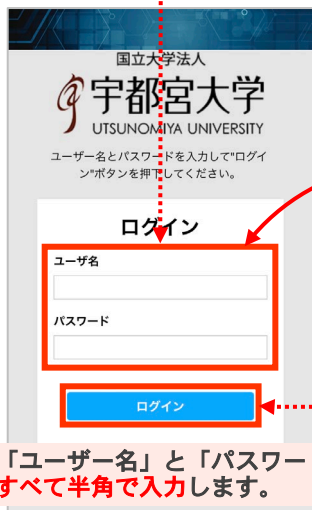 国立大学法人
宇都宮大学
UTSUNOMIYA UNIVERSITY
ユーザー名とパスワードを入力して"ログイ
ン"ボタンを押下してください。
ログイン
ユーザ名
パスワード
ログイン
「ユーザー名」と「パスワー
すべて半角で入力します。